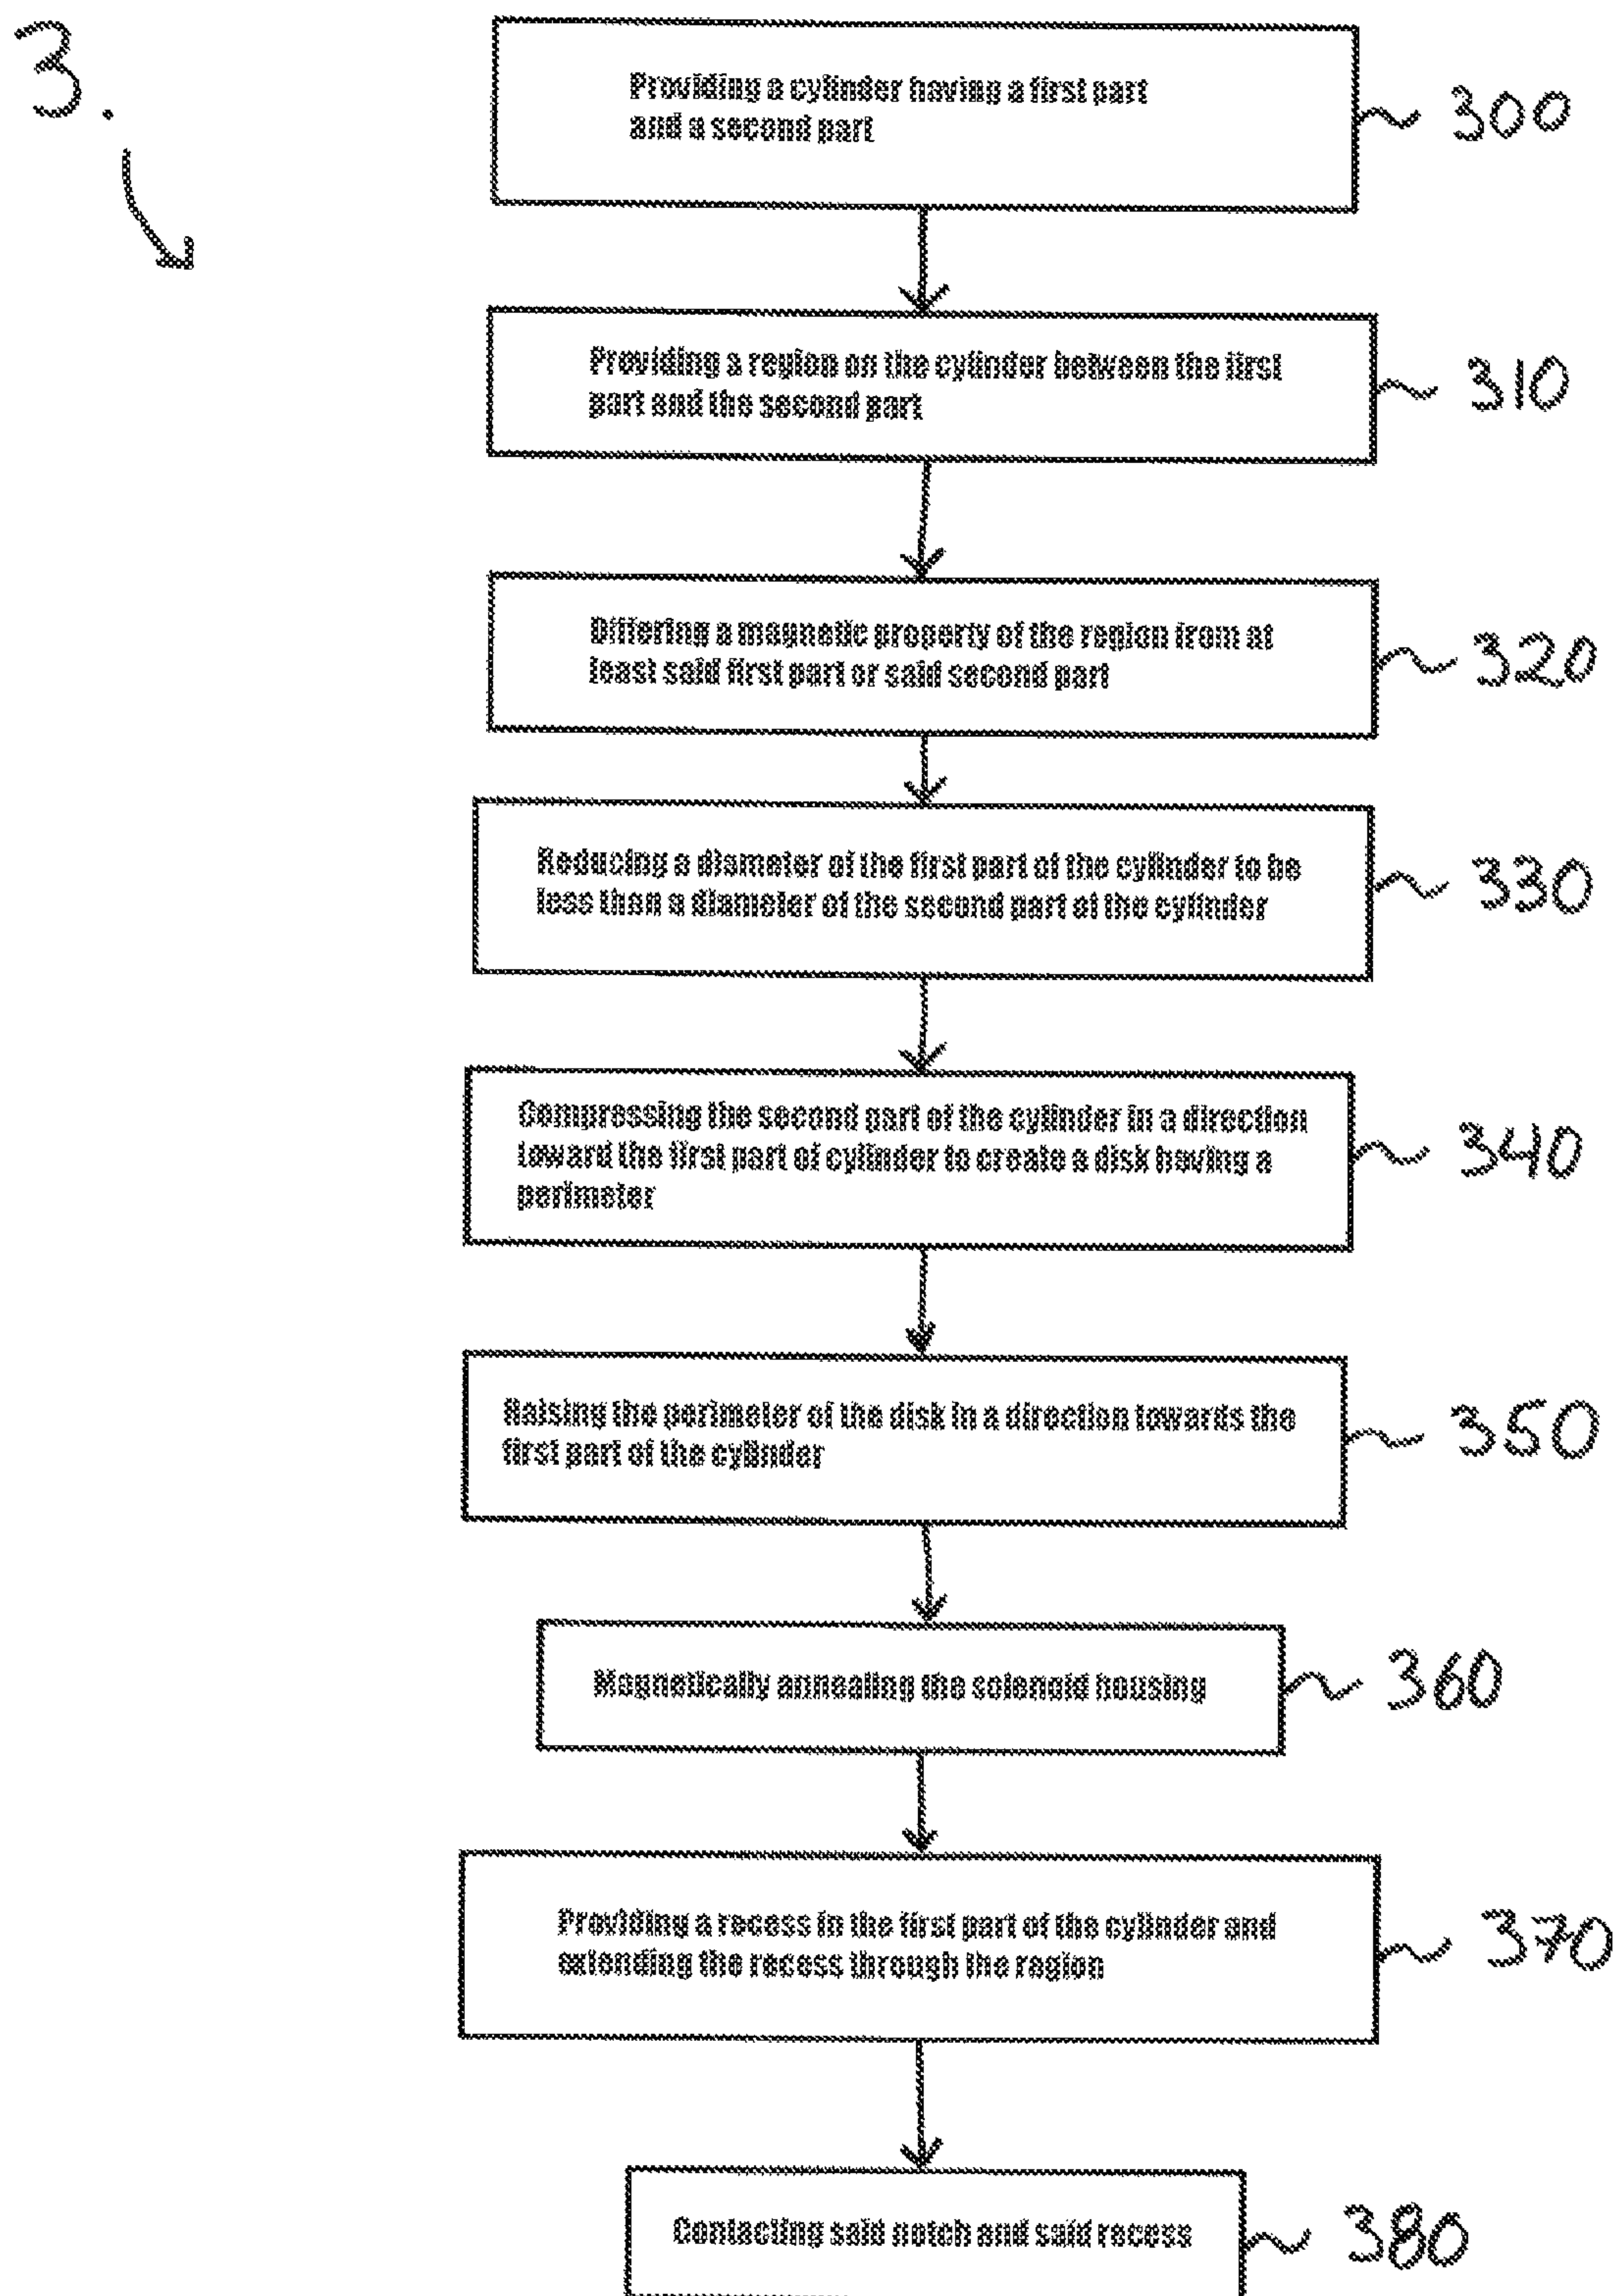 3.
Providing a cylinder having a first part
and a second part
300
Providing a region on the cylinder between the first
part and the second part
310
Differing a magnetic property of the region from at
least said first part or said second part
320
Reducing a diameter of the first part of the cylinder to be
less than a diameter of the second part of the cylinder
330
Compressing the second part of the cylinder in a direction
toward the first part of cylinder to create a disk having a
perimeter
340
Raising the perimeter of the disk in a direction towards the
first part of the cylinder
350
Magnetically annealing the solenoid housing
360
Providing a recess in the first part of the cylinder and
extending the recess through the region
370
Contacting said notch and said recess
380